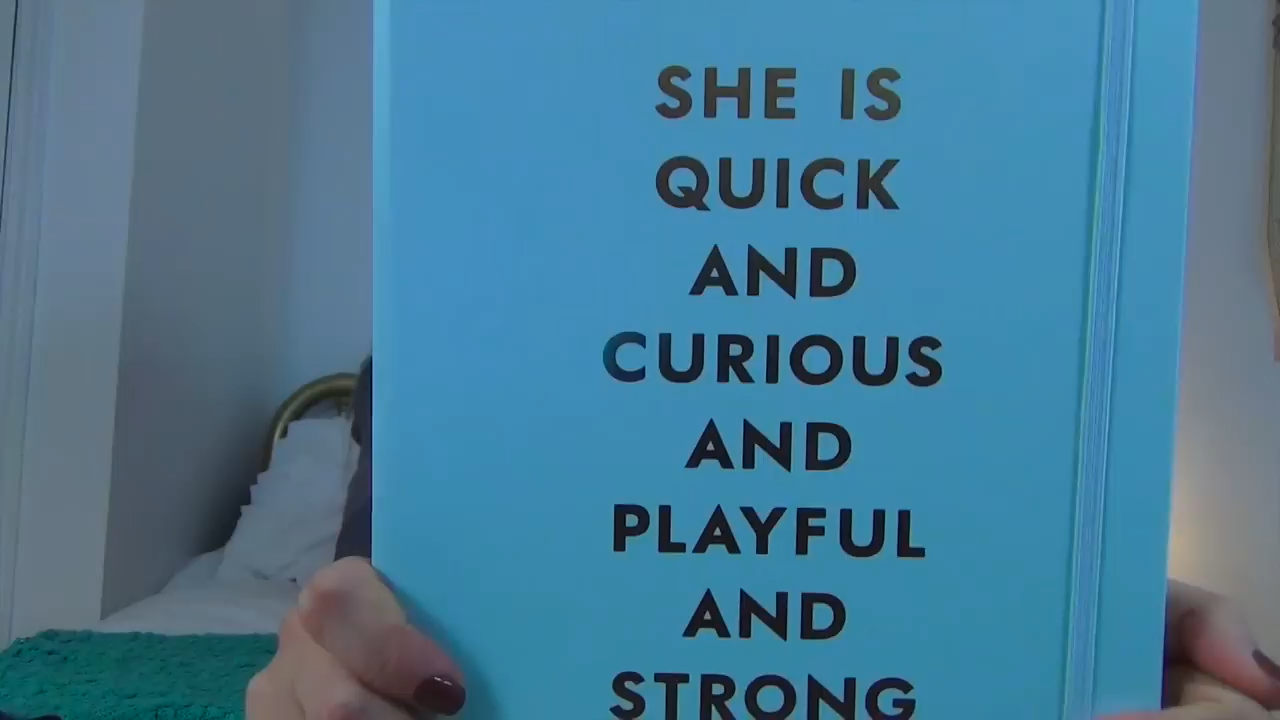 SHE IS
QUICK
AND
CURIOUS
AND
PLAYFUL
AND
STRONG